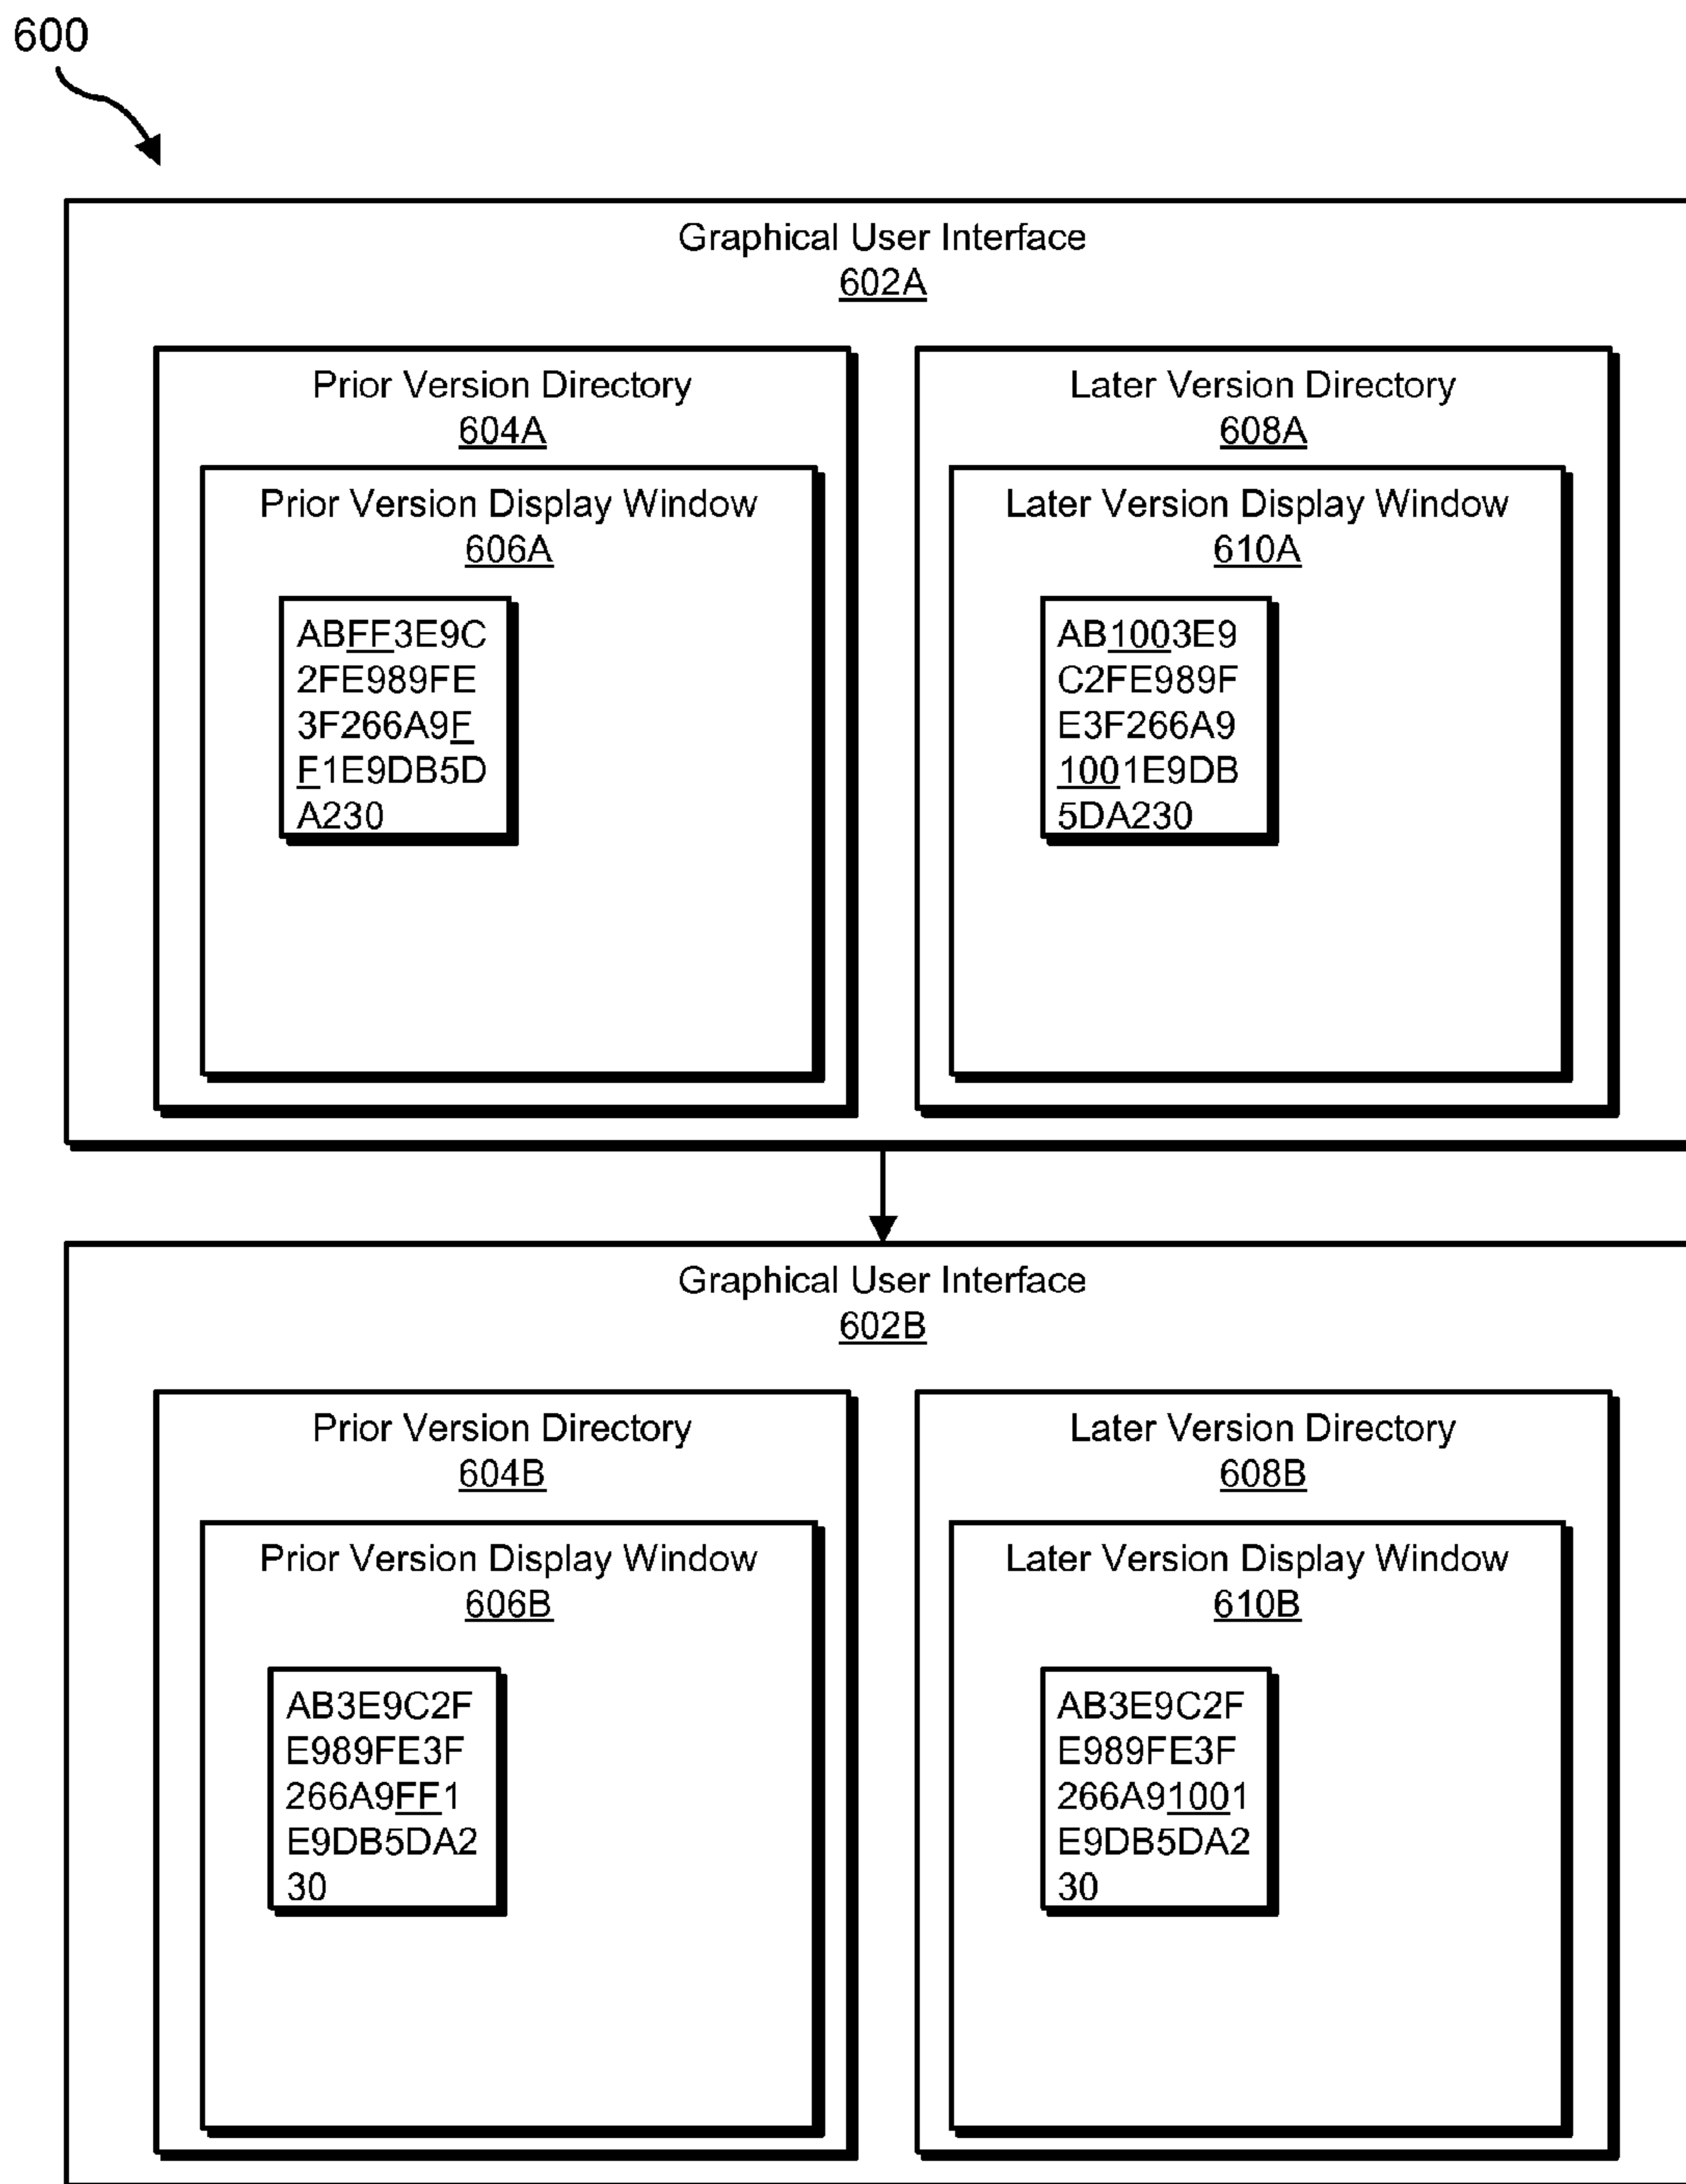 600
Graphical User Interface
602A
Prior Version Directory
604A
Prior Version Display Window
606A
ABFF3E9C
2FE989FE
3F266A9F
F1E9DB5D
A230
Later Version Directory
608A
Later Version Display Window
610A
AB1003E9
C2FE989F
E3F266A9
1001E9DB
5DA230
Graphical User Interface
602B
Prior Version Directory
604B
Prior Version Display Window
606B
AB3E9C2F
E989FE3F
266A9FF1
E9DB5DA2
30
Later Version Directory
608B
Later Version Display Window
610B
AB3E9C2F
E989FE3F
266A91001
E9DB5DA2
30